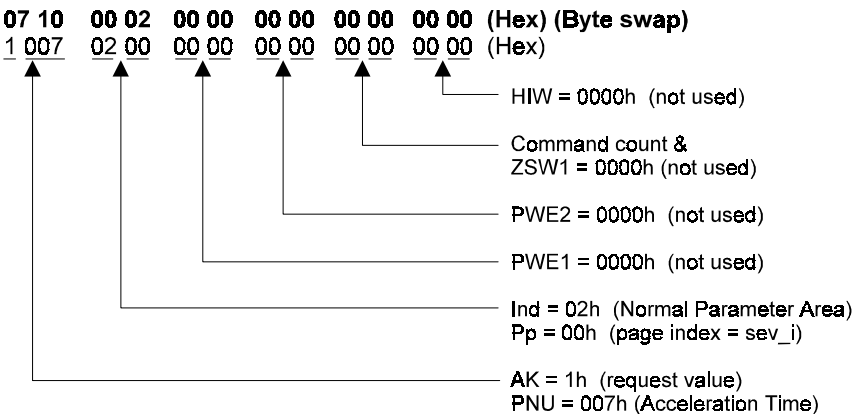 07 10 00 02 00 00 00 00 00 00 00 00 (Hex) (Byte swap)
1 007 02 00 00 00 00 00 00 00 00 00 (Hex)
HIW = 0000h (not used)
Command count &
ZSW1 = 0000h (not used)
PWE2 = 0000h (not used)
PWE1 = 0000h (not used)
Ind = 02h (Normal Parameter Area)
Pp = 00h (page index = sev_i)
AK = 1h (request value)
PNU = 007h (Acceleration Time)